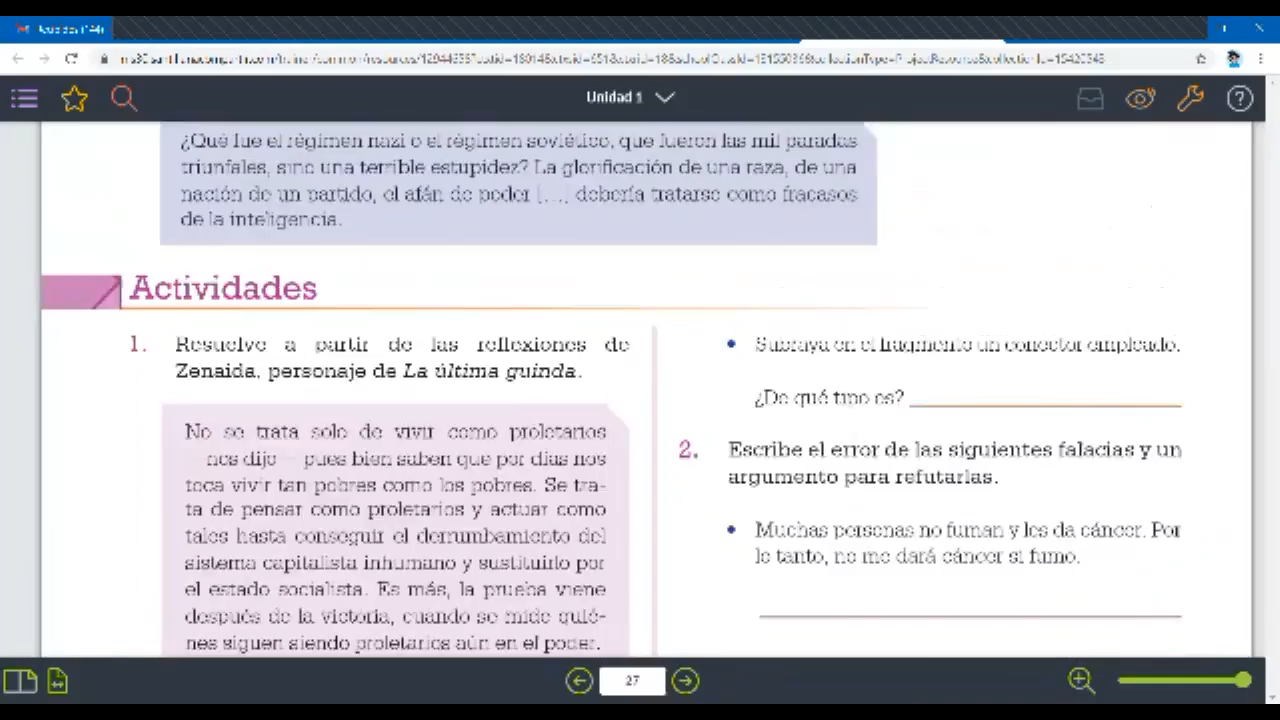 Unidad 1
¿Qué fue el régimen nazi o el régimen soviético, que fueron las mil paradas
triunfales, sino una terrible estupidez? La glorificación de una raza, de una
nación de un partido, el afán de poder [...] debería tratarse como fracasos
de la inteligencia.
Actividades
1. Resuelve a partir de las reflexiones de
Zenaida, personaje de La última guinda.
No se trata solo de vivir como proletarios
—nos dijo— pues bien saben que por días nos
toca vivir tan pobres como los pobres. Se tra-
ta de pensar como proletarios y actuar como
tales hasta conseguir el derrumbamiento del
sistema capitalista inhumano y sustituirlo por
el estado socialista. Es más, la prueba viene
después de la victoria, cuando se mide quié-
nes siguen siendo proletarios aún en el poder.
• Subraya en el fragmento un conector empleado.
¿De qué tipo es?
2. Escribe el error de las siguientes falacias y un
argumento para refutarlas.
• Muchas personas no fuman y les da cáncer. Por
lo tanto, no me dará cáncer si fumo.
27